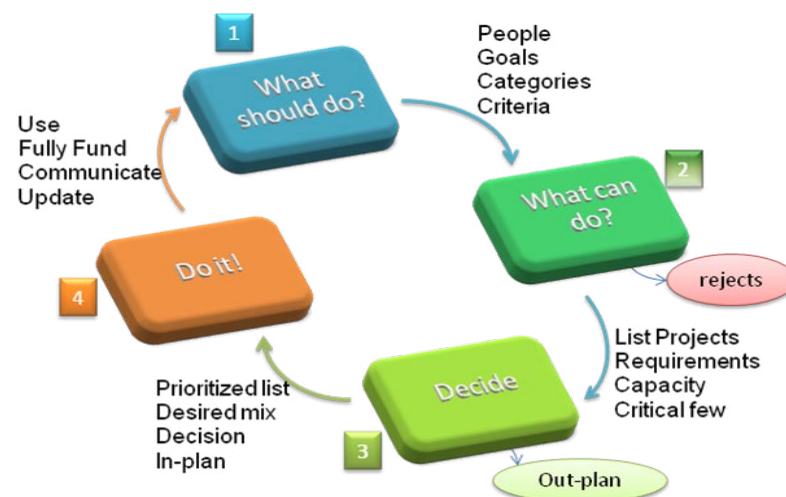 1
What
should do?
People
Goals
Categories
Criteria
2
What can
do?
rejects
List Projects
Requirements
Capacity
Critical few
3
Decide
Out-plan
Prioritized list
Desired mix
Decision
In-plan
4
Do it!
Use
Fully Fund
Communicate
Update